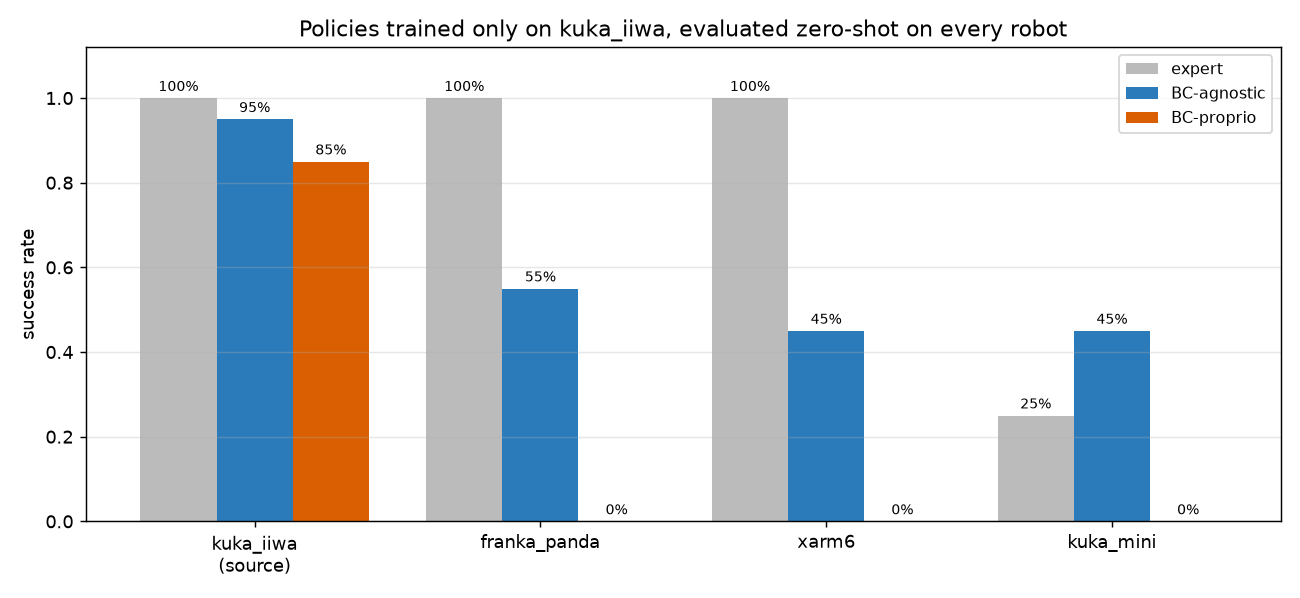 Policies trained only on kuka_iiwa, evaluated zero-shot on every robot
expert
BC-agnostic
BC-proprio
success rate
1.0
0.8
0.6
0.4
0.2
0.0
100%
95%
85%
100%
55%
0%
100%
45%
0%
25%
45%
0%
kuka_iiwa
(source)
franka_panda
xarm6
kuka_mini